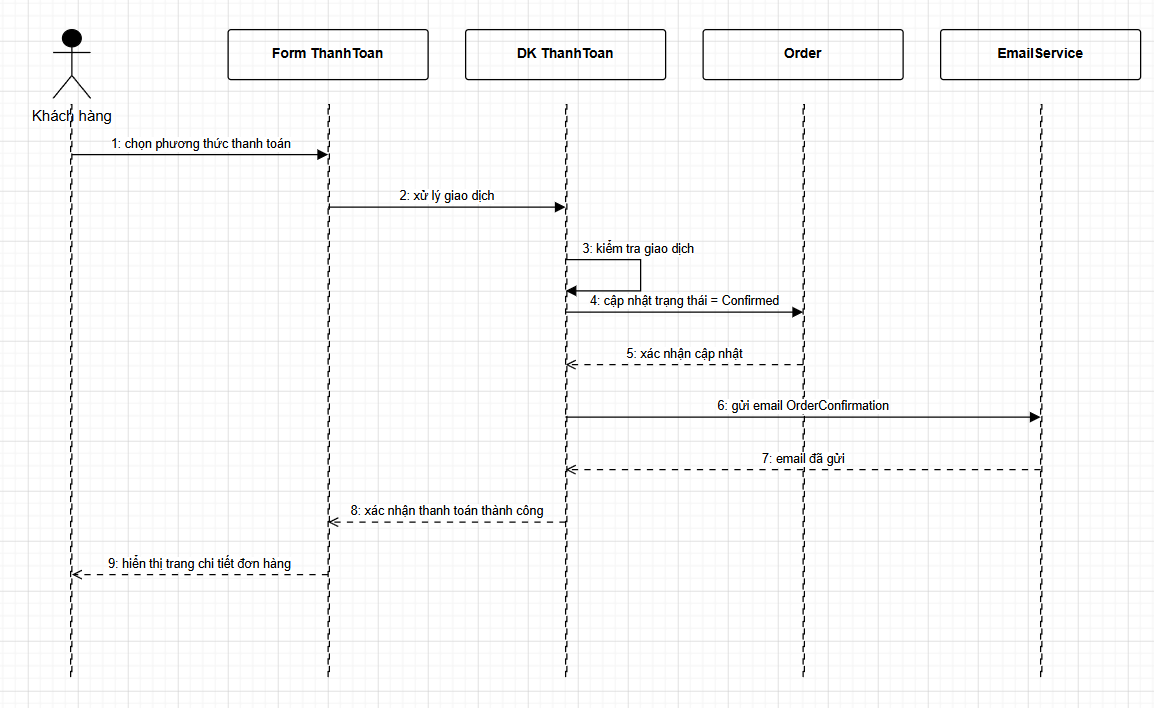 Form ThanhToan
DK ThanhToan
Order
EmailService
Khách hàng
1: chọn phương thức thanh toán
2: xử lý giao dịch
3: kiểm tra giao dịch
4: cập nhật trạng thái = Confirmed
5: xác nhận cập nhật
6: gửi email OrderConfirmation
7: email đã gửi
8: xác nhận thanh toán thành công
9: hiển thị trang chi tiết đơn hàng